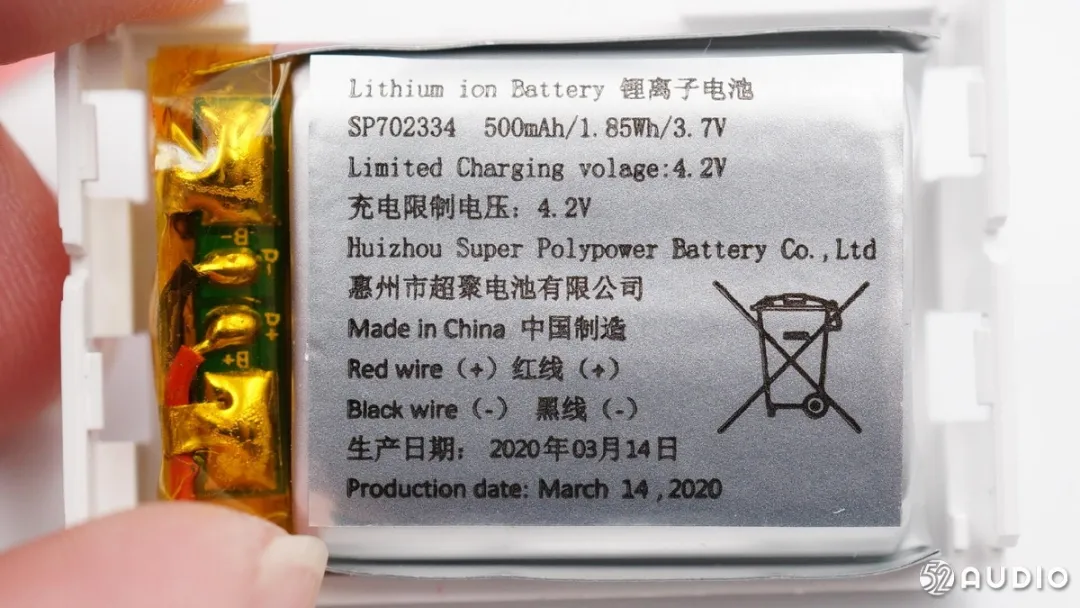 Lithium ion Battery 锂离子电池
SP702334 500mAh/1.85Wh/3.7V
Limited Charging volage:4.2V
充电限制电压：4.2V
Huizhou Super Polypower Battery Co.,Ltd
惠州市超聚电池有限公司
Made in China 中国制造
Red wire（+）红线（+）
Black wire（-） 黑线（-）
生产日期： 2020年03月14日
Production date: March 14 , 2020
B-
P-
P+
B+
52 AUDIO